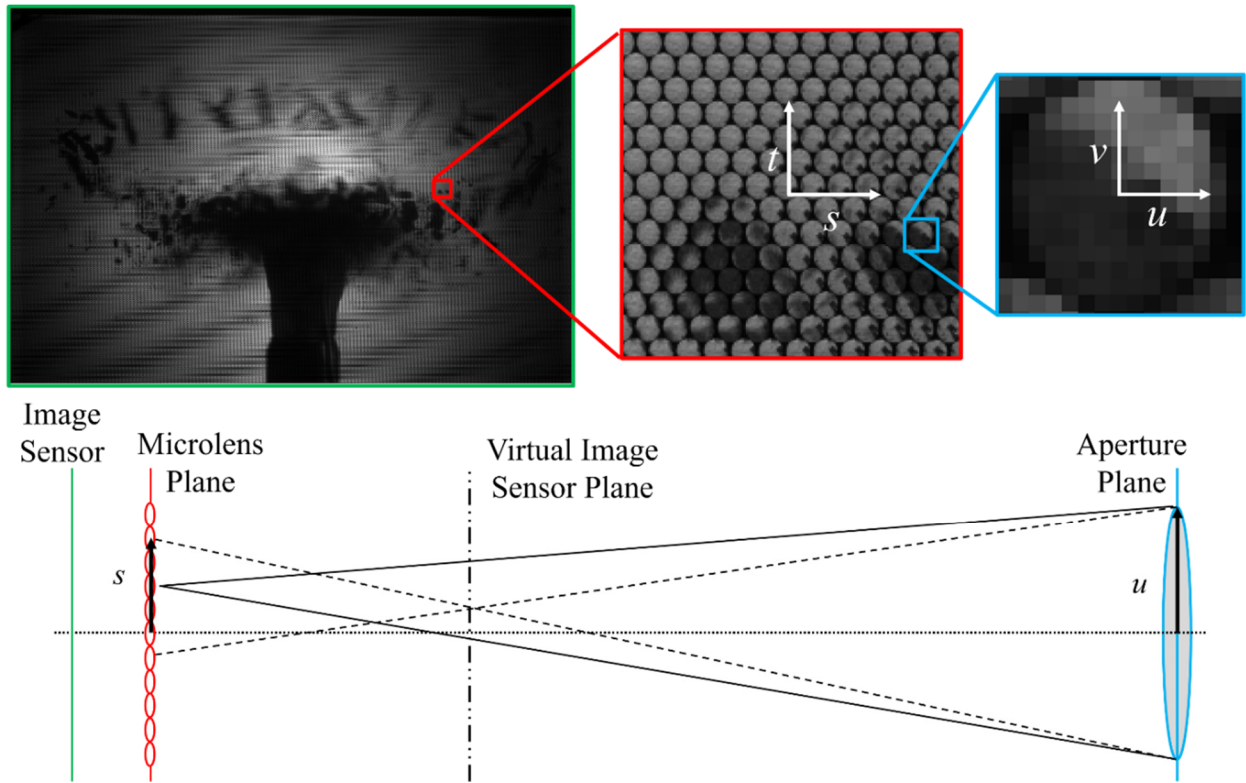 t
s
v
u
Image
Sensor
Microlens
Plane
Virtual Image
Sensor Plane
Aperture
Plane
s
u